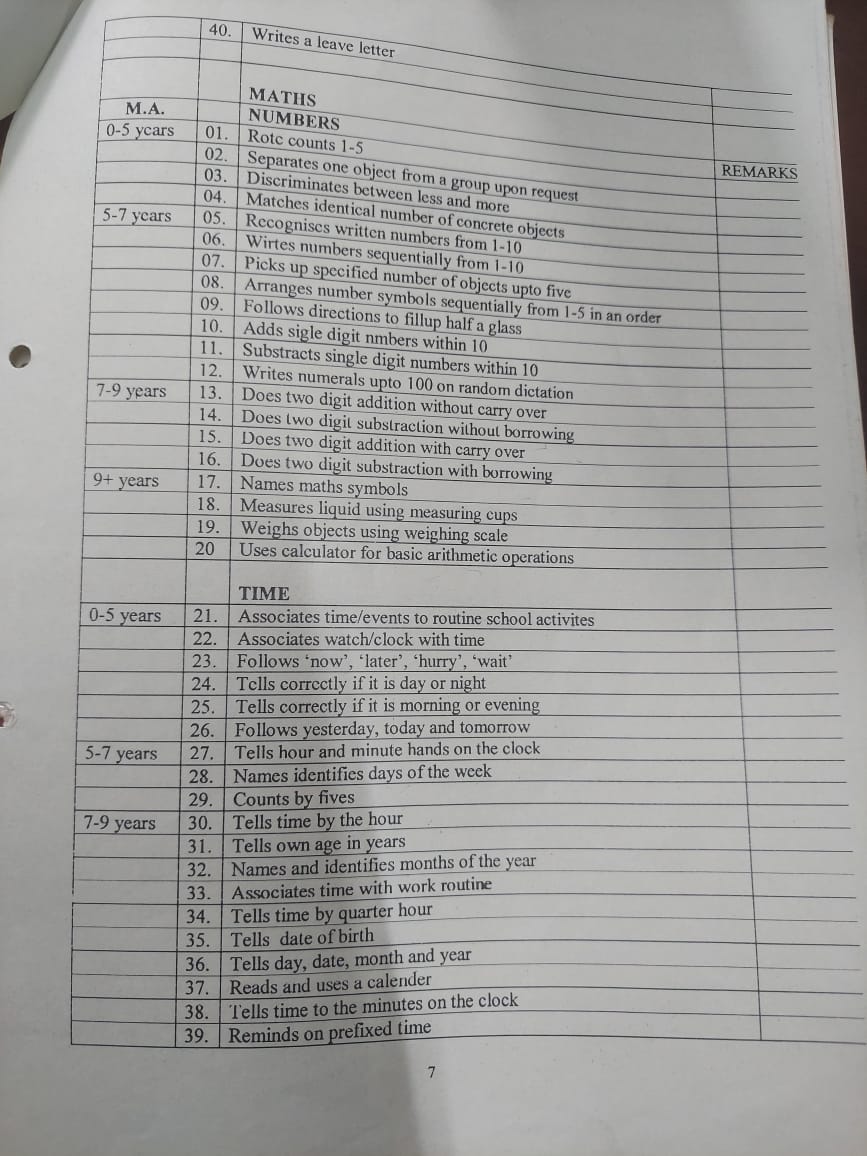 40. Writes a leave letter
MATHS
M.A. NUMBERS
0-5 years 01. Rote counts 1-5 REMARKS
02. Separates one object from a group upon request
03. Discriminates between less and more
04. Matches identical number of concrete objects
5-7 years 05. Recognises written numbers from 1-10
06. Wirtes numbers sequentially from 1-10
07. Picks up specified number of objects upto five
08. Arranges number symbols sequentially from 1-5 in an order
09. Follows directions to fillup half a glass
10. Adds sigle digit nmbers within 10
11. Substracts single digit numbers within 10
12. Writes numerals upto 100 on random dictation
7-9 years 13. Does two digit addition without carry over
14. Does two digit substraction without borrowing
15. Does two digit addition with carry over
16. Does two digit substraction with borrowing
9+ years 17. Names maths symbols
18. Measures liquid using measuring cups
19. Weighs objects using weighing scale
20 Uses calculator for basic arithmetic operations
TIME
0-5 years 21. Associates time/events to routine school activites
22. Associates watch/clock with time
23. Follows ‘now’, ‘later’, ‘hurry’, ‘wait’
24. Tells correctly if it is day or night
25. Tells correctly if it is morning or evening
26. Follows yesterday, today and tomorrow
5-7 years 27. Tells hour and minute hands on the clock
28. Names identifies days of the week
29. Counts by fives
7-9 years 30. Tells time by the hour
31. Tells own age in years
32. Names and identifies months of the year
33. Associates time with work routine
34. Tells time by quarter hour
35. Tells date of birth
36. Tells day, date, month and year
37. Reads and uses a calender
38. Tells time to the minutes on the clock
39. Reminds on prefixed time
7